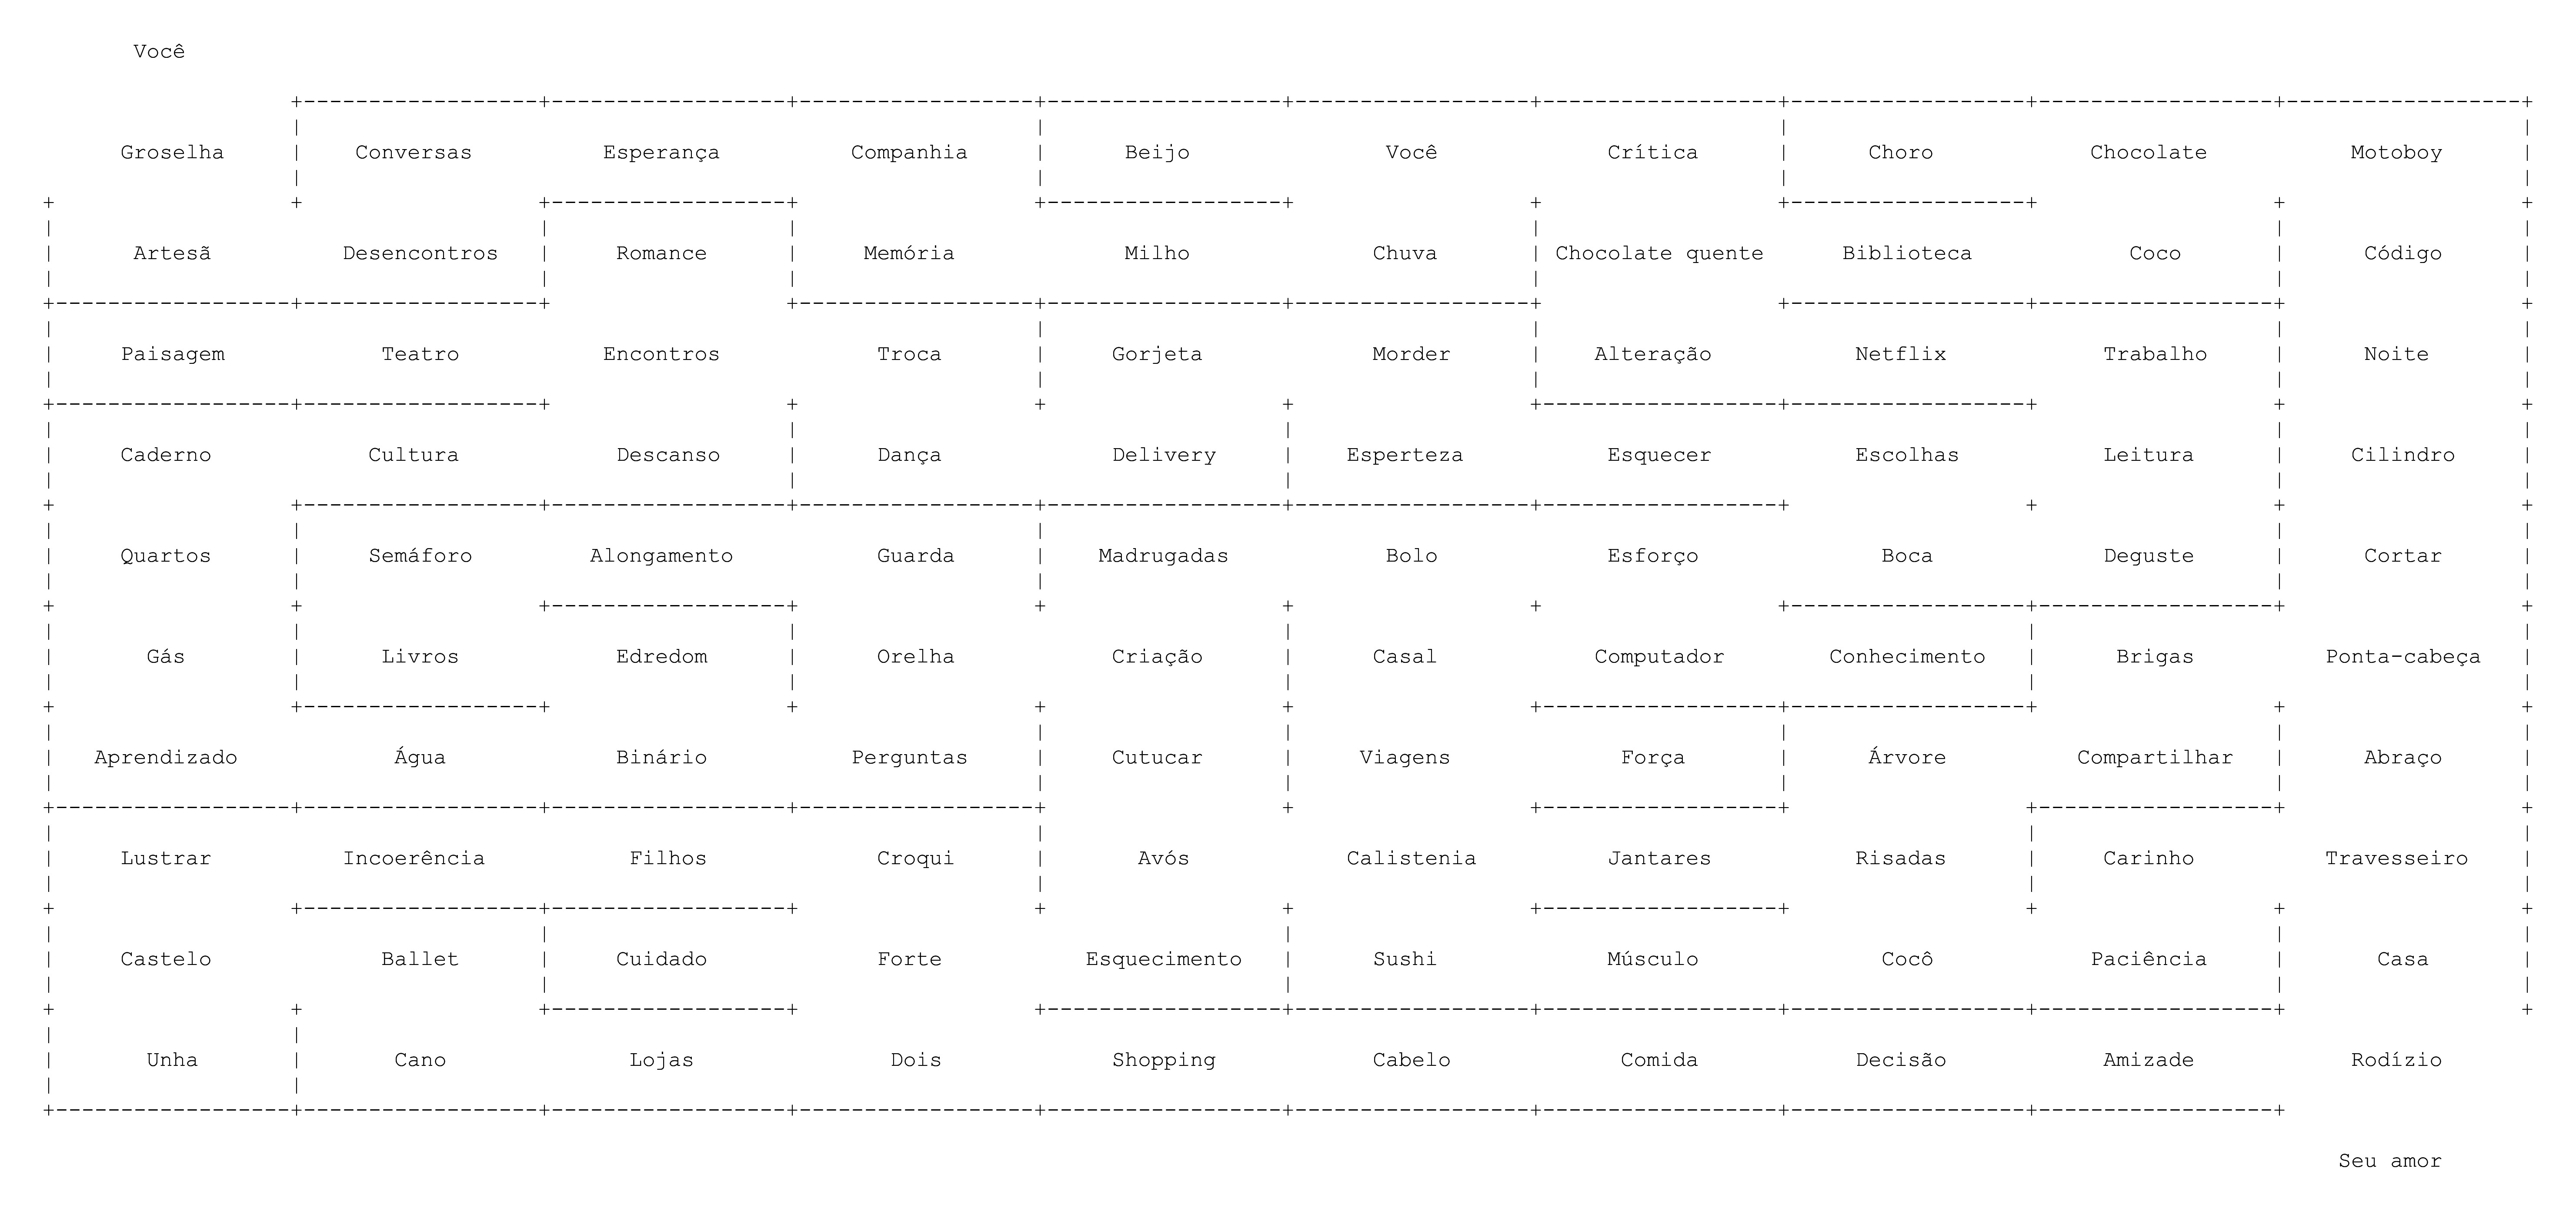 Você
Groselha Conversas Esperança Companhia Beijo Você Crítica Choro Chocolate Motoboy
Artesã Desencontros Romance Memória Milho Chuva Chocolate quente Biblioteca Coco Código
Paisagem Teatro Encontros Troca Gorjeta Morder Alteração Netflix Trabalho Noite
Caderno Cultura Descanso Dança Delivery Esperteza Esquecer Escolhas Leitura Cilindro
Quartos Semáforo Alongamento Guarda Madrugadas Bolo Esforço Boca Deguste Cortar
Gás Livros Edredom Orelha Criação Casal Computador Conhecimento Brigas Ponta-cabeça
Aprendizado Água Binário Perguntas Cutucar Viagens Força Árvore Compartilhar Abraço
Lustrar Incoerência Filhos Croqui Avós Calistenia Jantares Risadas Carinho Travesseiro
Castelo Ballet Cuidado Forte Esquecimento Sushi Músculo Cocô Paciência Casa
Unha Cano Lojas Dois Shopping Cabelo Comida Decisão Amizade Rodízio
Seu amor